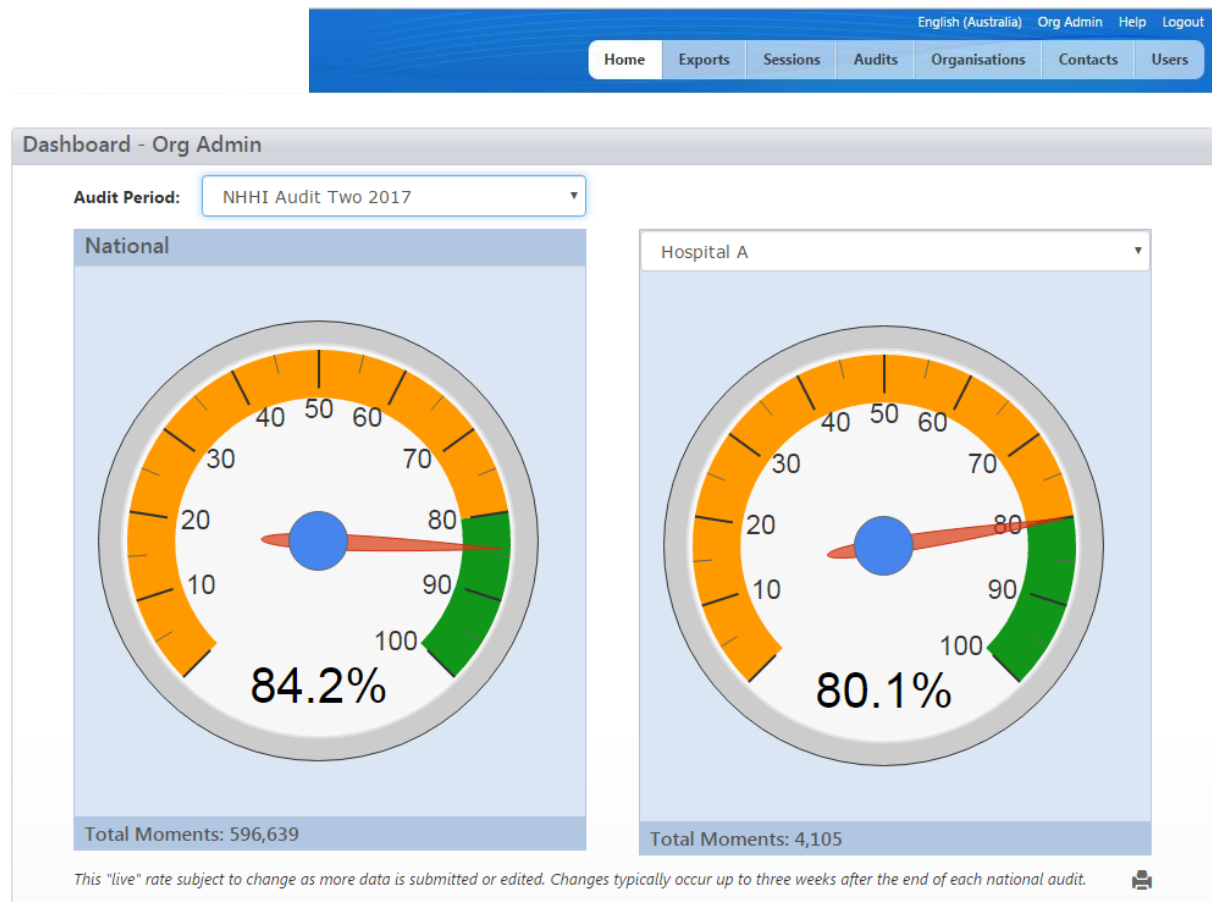 English (Australia) Org Admin Help Logout
Home Exports Sessions Audits Organisations Contacts Users
Dashboard - Org Admin
Audit Period: NHHI Audit Two 2017
National
10
20
30
40
50
60
70
80
90
100
84.2%
Total Moments: 596,639
Hospital A
10
20
30
40
50
60
70
80
90
100
80.1%
Total Moments: 4,105
This "live" rate subject to change as more data is submitted or edited. Changes typically occur up to three weeks after the end of each national audit.